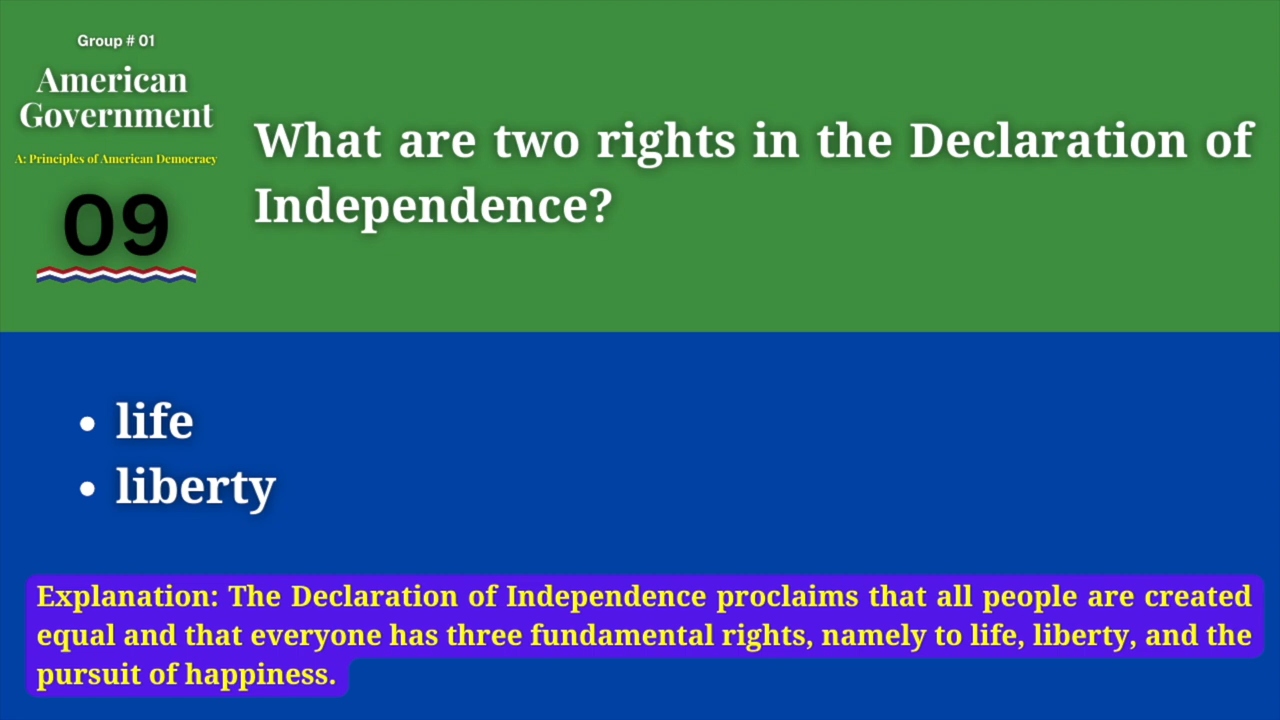 Group # 01
American
Government
A: Principles of American Democracy
09
What are two rights in the Declaration of
Independence?
• life
• liberty
Explanation: The Declaration of Independence proclaims that all people are created
equal and that everyone has three fundamental rights, namely to life, liberty, and the
pursuit of happiness.